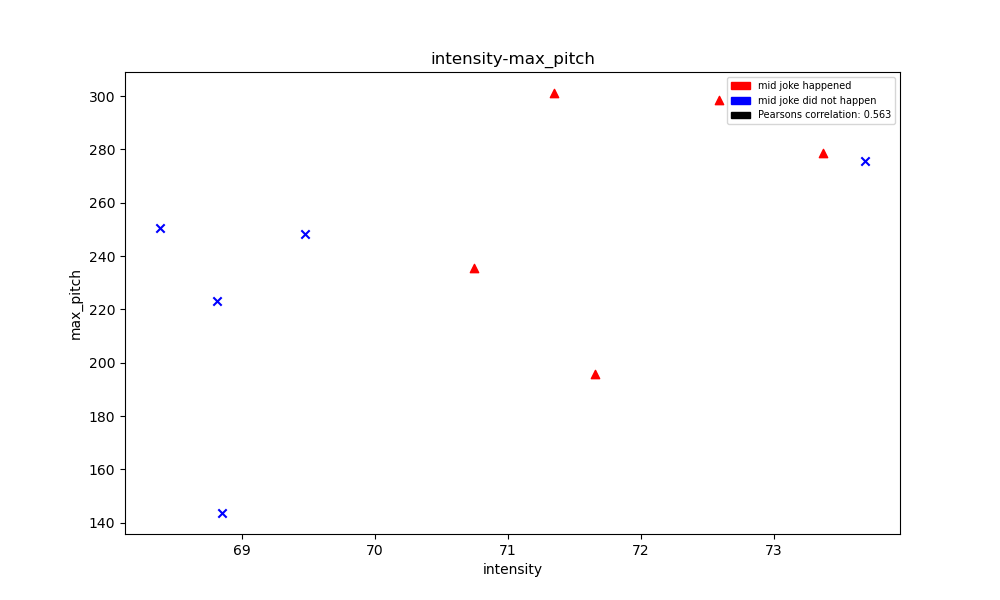 intensity-max_pitch
mid joke happened
mid joke did not happen
Pearsons correlation: 0.563
300
280
260
240
220
200
180
160
140
max_pitch
69 70 71 72 73
intensity